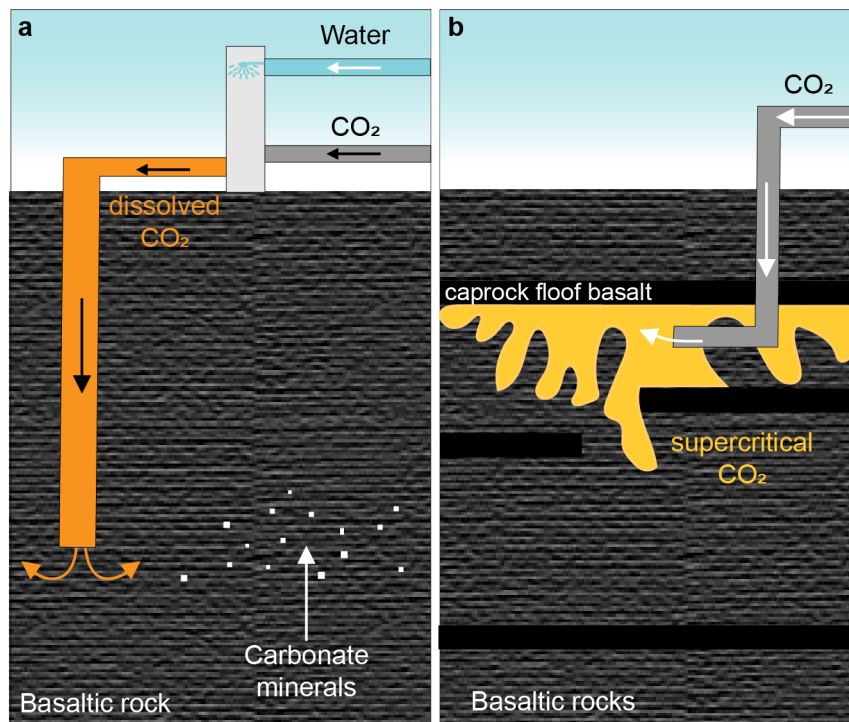 a
Water
CO₂
dissolved
CO₂
Carbonate
minerals
Basaltic rock
b
CO₂
caprock floof basalt
supercritical
CO₂
Basaltic rocks